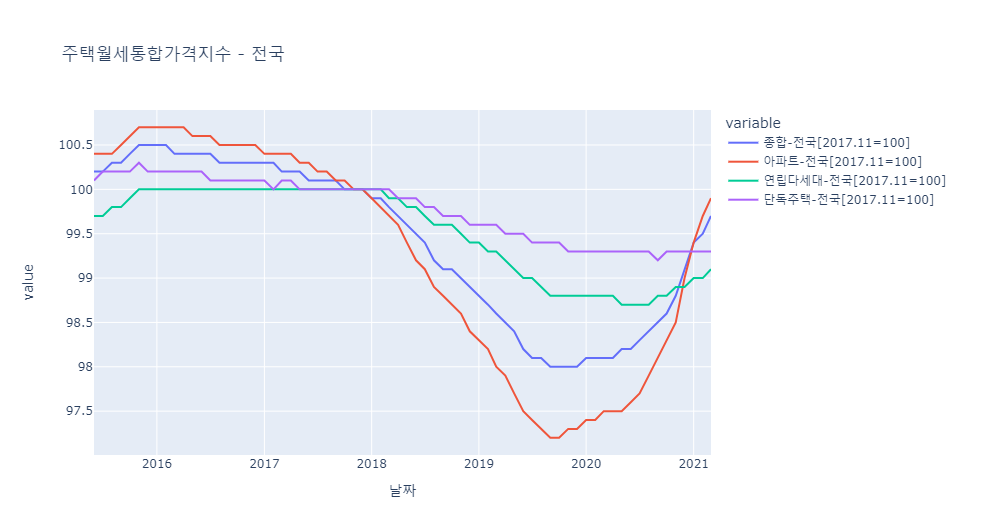 주택월세통합가격지수 - 전국
variable
종합-전국[2017.11=100]
아파트-전국[2017.11=100]
연립다세대-전국[2017.11=100]
단독주택-전국[2017.11=100]
value
100.5
100
99.5
99
98.5
98
97.5
2016
2017
2018
2019
2020
2021
날짜